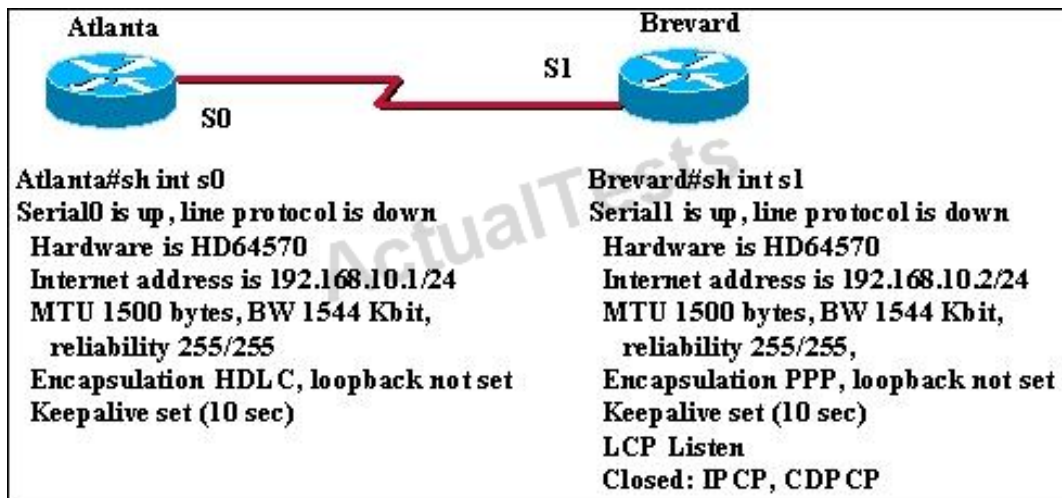 Atlanta
Brevard
S1
S0
ActualTests
Atlanta#sh int s0
Serial0 is up, line protocol is down
Hardware is HD64570
Internet address is 192.168.10.1/24
MTU 1500 bytes, BW 1544 Kbit,
reliability 255/255
Encapsulation HDLC, loopback not set
Keepalive set (10 sec)
Brevard#sh int s1
Serial1 is up, line protocol is down
Hardware is HD64570
Internet address is 192.168.10.2/24
MTU 1500 bytes, BW 1544 Kbit,
reliability 255/255,
Encapsulation PPP, loopback not set
Keepalive set (10 sec)
LCP Listen
Closed: IPCP, CDPCP